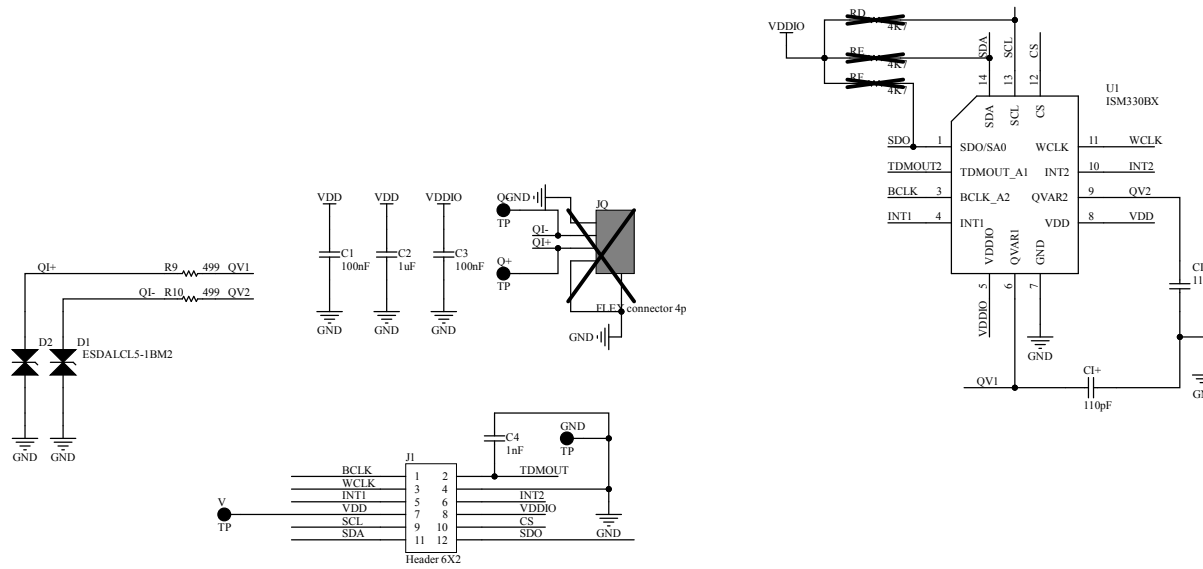 RD
4K7
VDDIO
RE
4K7
RF
4K7
SDA
SCL
CS
14
13
12
U1
ISM330BX
SDA
SCL
CS
SDO
1
SDO/SA0
WCLK
11
WCLK
TDMOUT2
TDMOUT_A1
INT2
10
INT2
BCLK
3
BCLK_A2
QVAR2
9
QV2
INT1
4
INT1
VDD
8
VDD
VDDIO
QVAR1
GND
5
6
7
VDDIO
GND
QV1
CI+
110pF
VDD
C1
100nF
GND
VDD
C2
1uF
GND
VDDIO
C3
100nF
GND
GND
TP
JQ
QI-
QI+
Q+
TP
FLEX connector 4p
GND
QI+
R9
499
QV1
QI-
R10
499
QV2
D2
D1
ESDALCL5-1BM2
GND
GND
C4
1nF
GND
TP
J1
BCLK
1
2
TDMOUT
WCLK
3
4
INT1
5
6
INT2
V
TP
VDD
7
8
VDDIO
SCL
9
10
CS
SDA
11
12
SDO
GND
Header 6X2